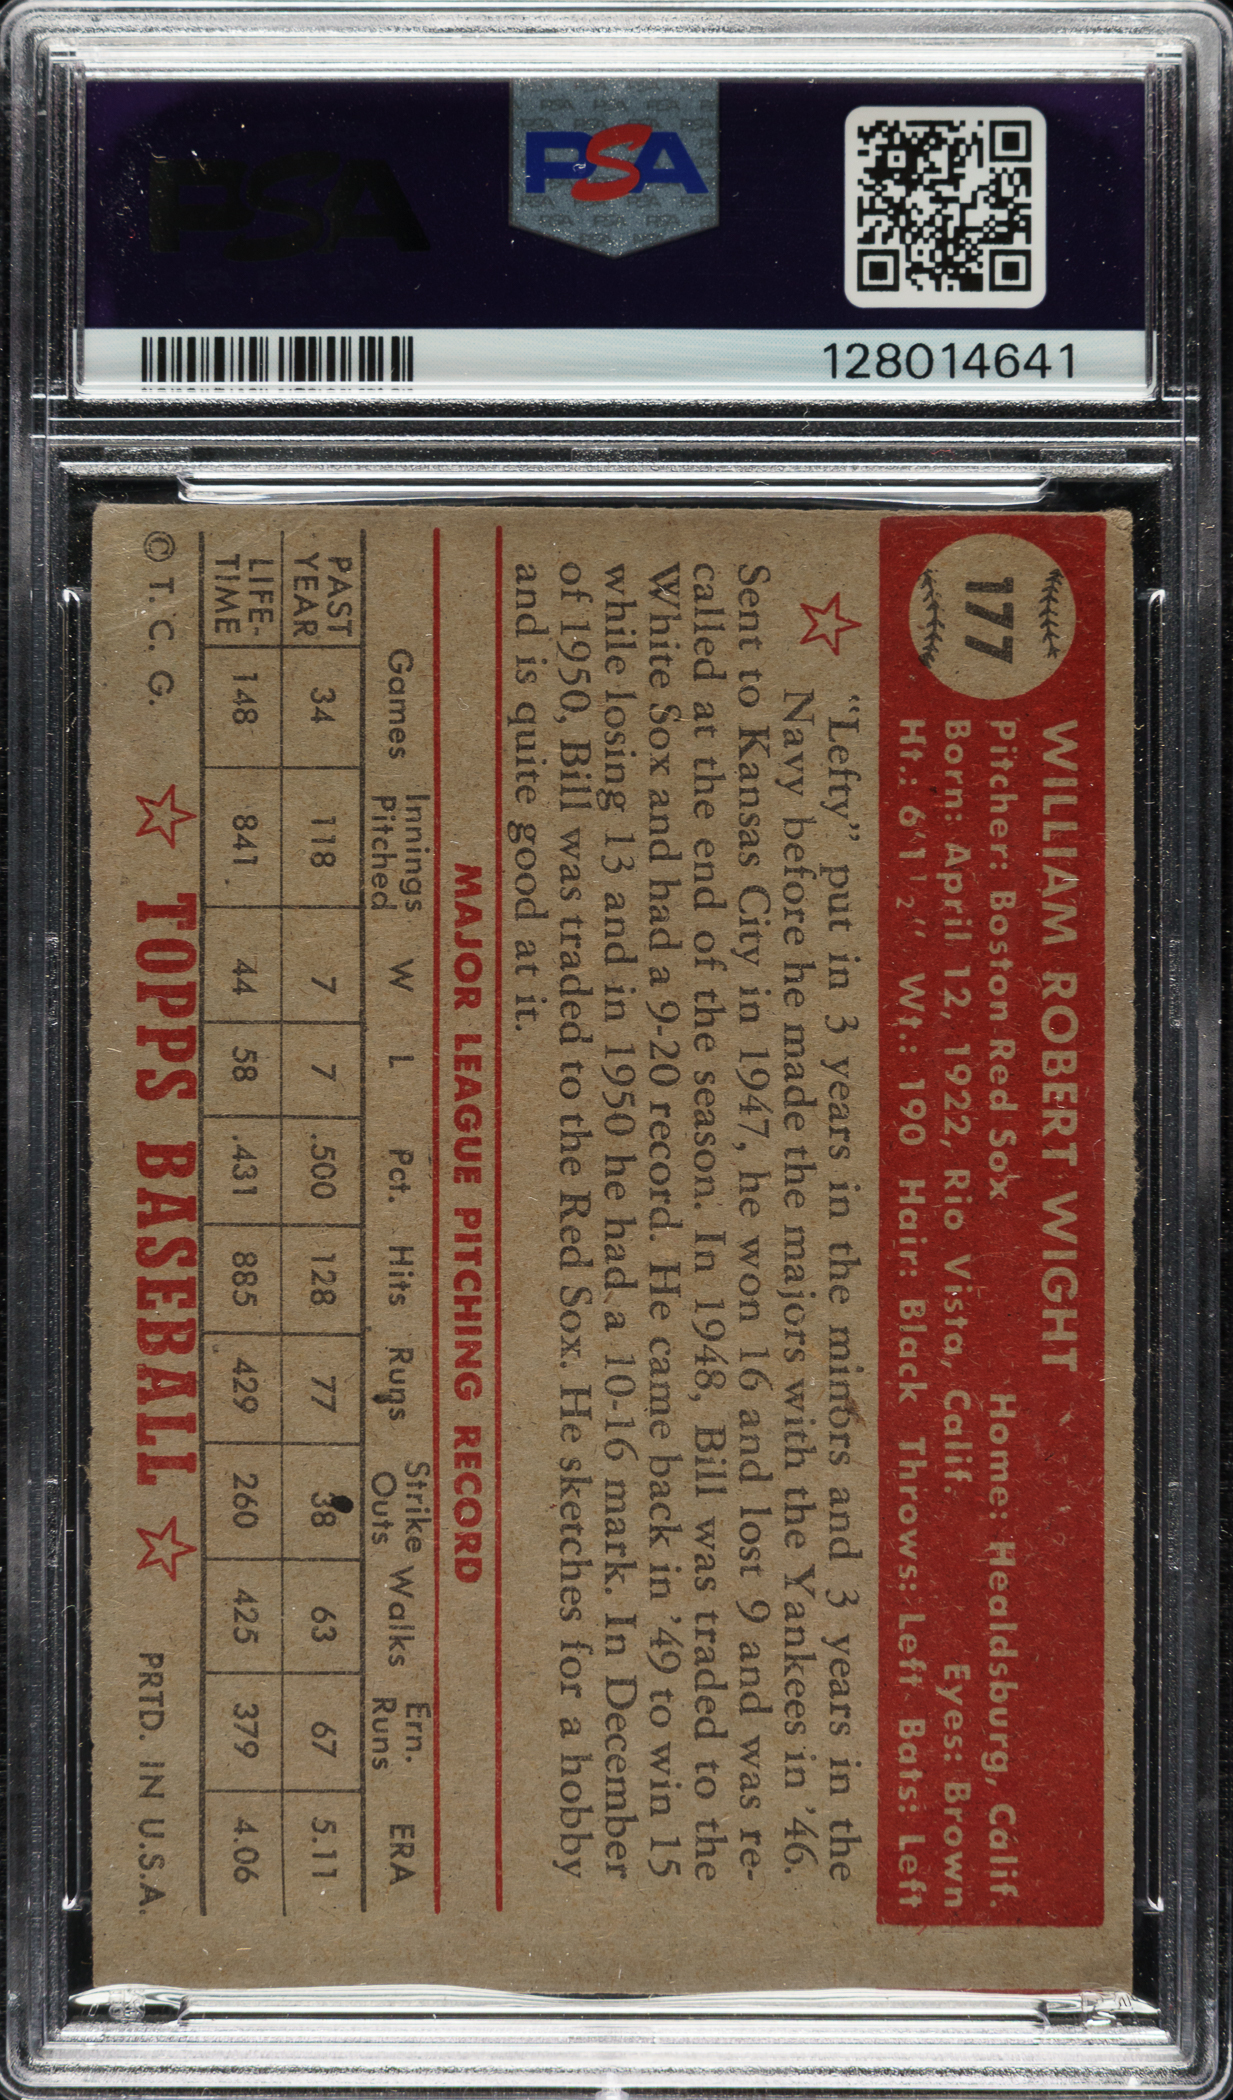 PSA
PSA
128014641
177
WILLIAM ROBERT WIGHT
Pitcher: Boston Red Sox Home: Healdsburg, Calif.
Born: April 12, 1922, Rio Vista, Calif. Eyes: Brown
Ht.: 6'1 1/2" Wt.: 190 Hair: Black Throws: Left Bats: Left
"Lefty" put in 3 years in the minors and 3 years in the
Navy before he made the majors with the Yankees in '46.
Sent to Kansas City in 1947, he won 16 and lost 9 and was re-
called at the end of the season. In 1948, Bill was traded to the
White Sox and had a 9-20 record. He came back in '49 to win 15
while losing 13 and in 1950 he had a 10-16 mark. In December
of 1950, Bill was traded to the Red Sox. He sketches for a hobby
and is quite good at it.
MAJOR LEAGUE PITCHING RECORD
Games Innings Pitched W L Pct. Hits Runs Strike Outs Walks Ern. Runs ERA
PAST YEAR 34 118 7 7 .500 128 77 38 63 67 5.11
LIFE-TIME 148 841 44 58 .431 885 429 260 425 379 4.06
© T. C. G. TOPPS BASEBALL PRTD. IN U.S.A.